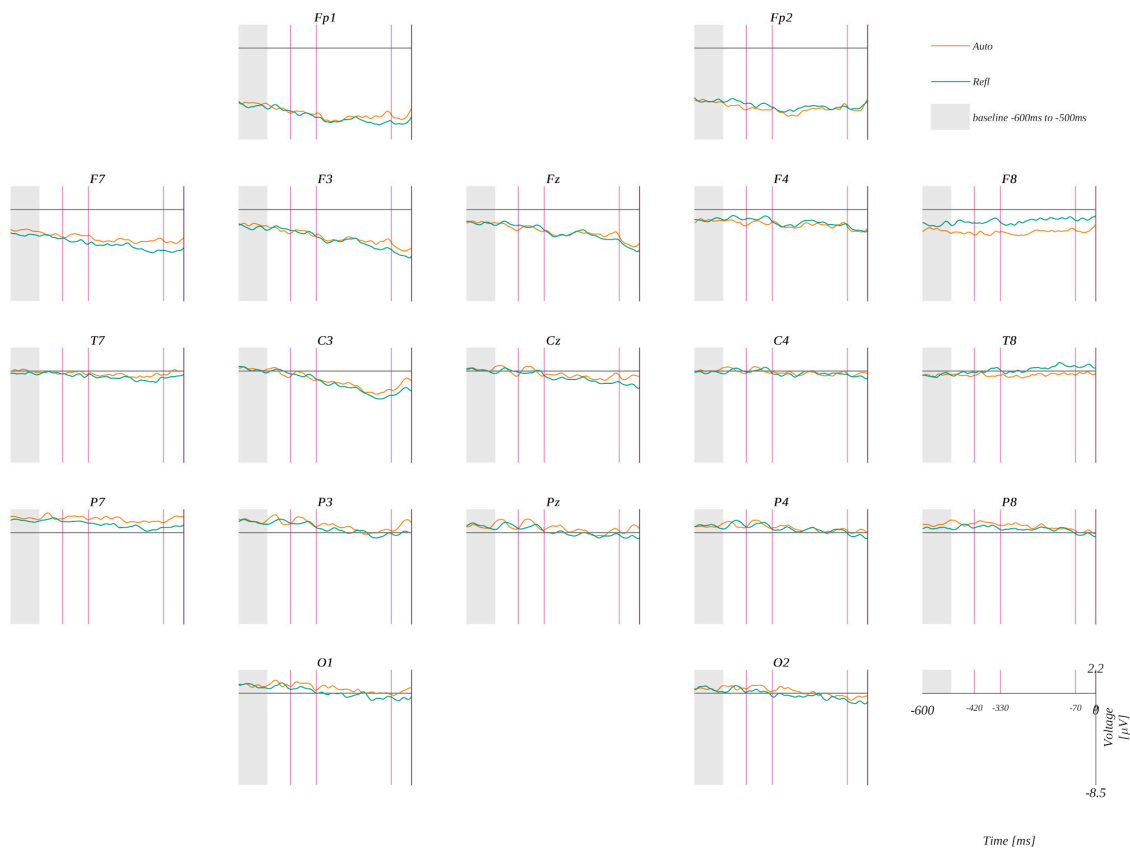 Fp1
Fp2
Auto
Refl
baseline -600ms to -500ms
F7
F3
Fz
F4
F8
T7
C3
Cz
C4
T8
P7
P3
Pz
P4
P8
O1
O2
2.2
-600
-420
-330
-70
0
Voltage
[μV]
-8.5
Time [ms]